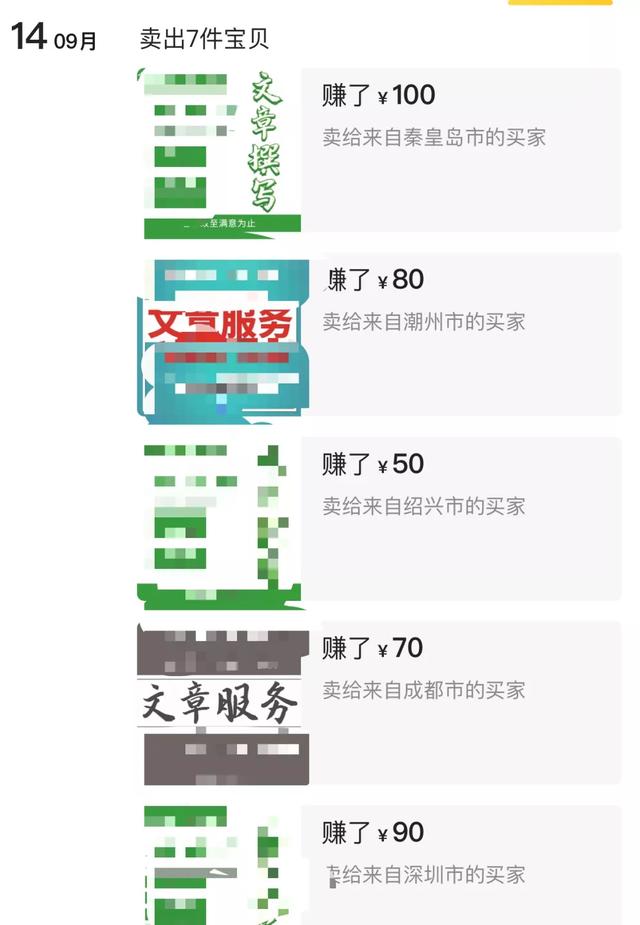 14 09月
卖出7件宝贝
文章撰写
至满意为止
赚了 ¥100
卖给来自秦皇岛市的买家
文章服务
赚了 ¥80
卖给来自潮州市的买家
赚了 ¥50
卖给来自绍兴市的买家
文章服务
赚了 ¥70
卖给来自成都市的买家
赚了 ¥90
卖给来自深圳市的买家